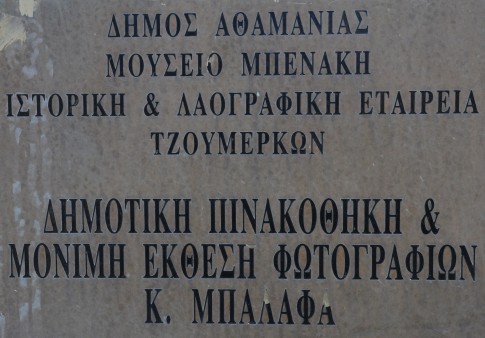 ΔΗΜΟΣ ΑΘΑΜΑΝΙΑΣ
ΜΟΥΣΕΙΟ ΜΠΕΝΑΚΗ
ΙΣΤΟΡΙΚΗ & ΛΑΟΓΡΑΦΙΚΗ ΕΤΑΙΡΕΙΑ
ΤΖΟΥΜΕΡΚΩΝ
ΔΗΜΟΤΙΚΗ ΠΙΝΑΚΟΘΗΚΗ &
ΜΟΝΙΜΗ ΕΚΘΕΣΗ ΦΩΤΟΓΡΑΦΙΩΝ
Κ. ΜΠΑΛΑΦΑ